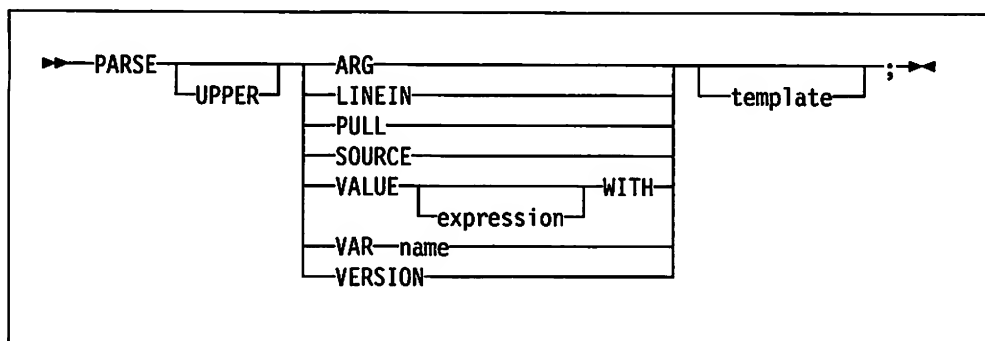 PARSE ARG ;
UPPER LINEIN template
PULL
SOURCE
VALUE WITH
expression
VAR name
VERSION